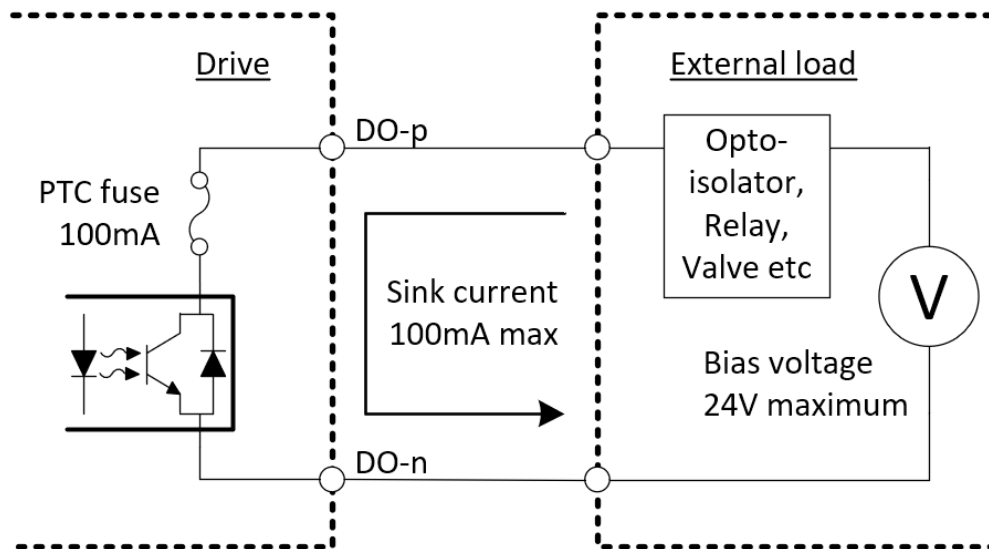 Drive
External load
DO-p
PTC fuse
100mA
Opto-
isolator,
Relay,
Valve etc
Sink current
100mA max
V
Bias voltage
24V maximum
DO-n